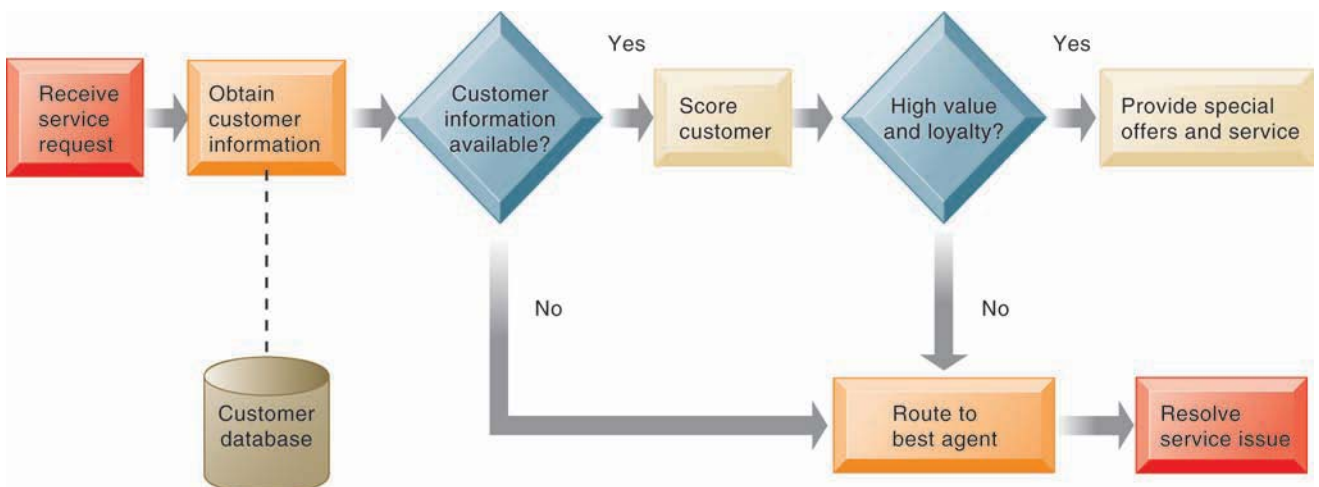 Receive
service
request
Obtain
customer
information
Customer
information
available?
Yes
Score
customer
High value
and loyalty?
Yes
Provide special
offers and service
No
No
Customer
database
Route to
best agent
Resolve
service issue